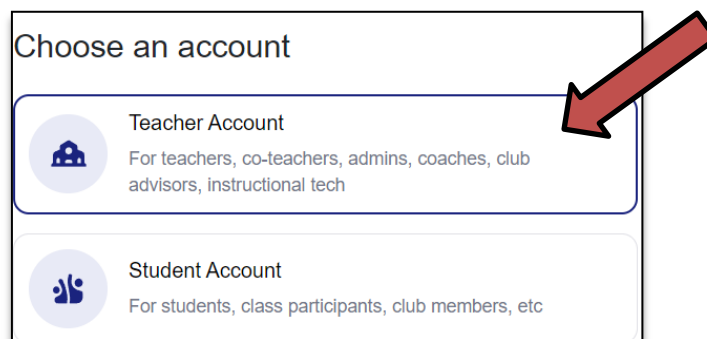 Choose an account
Teacher Account
For teachers, co-teachers, admins, coaches, club
advisors, instructional tech
Student Account
For students, class participants, club members, etc